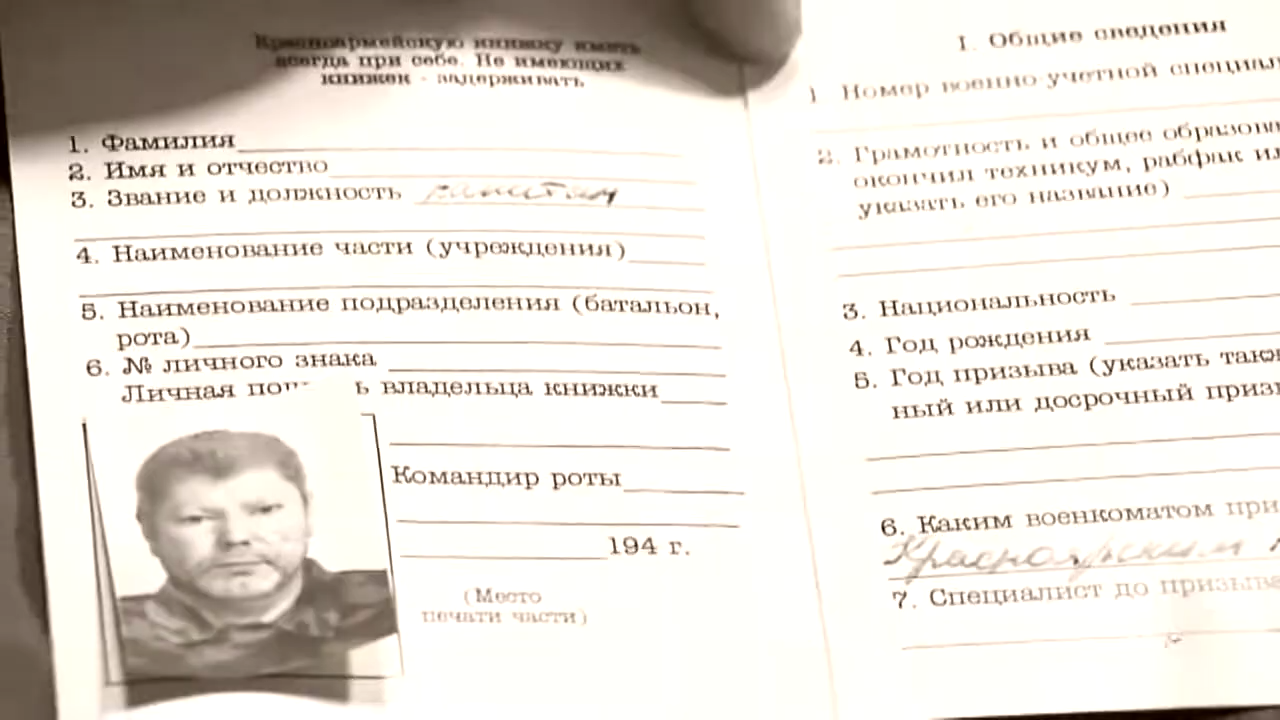 Красноармейскую книжку иметь
всегда при себе. Не имеющих
книжек - задерживать
1. Фамилия
2. Имя и отчество
3. Звание и должность капитан
4. Наименование части (учреждения)
5. Наименование подразделения (батальон,
рота)
6. № личного знака
Личная владельца книжки
Командир роты
194 г.
(Место
печати части)
I. Общие сведения
1 Номер военно-учетной
2. Грамотность и общее
окончил техникум, рабфак
указать его название)
3. Национальность
4. Год рождения
5. Год призыва (указать
ный или досрочный
6. Каким военкоматом
Красноярским
7. Специалист до призыва